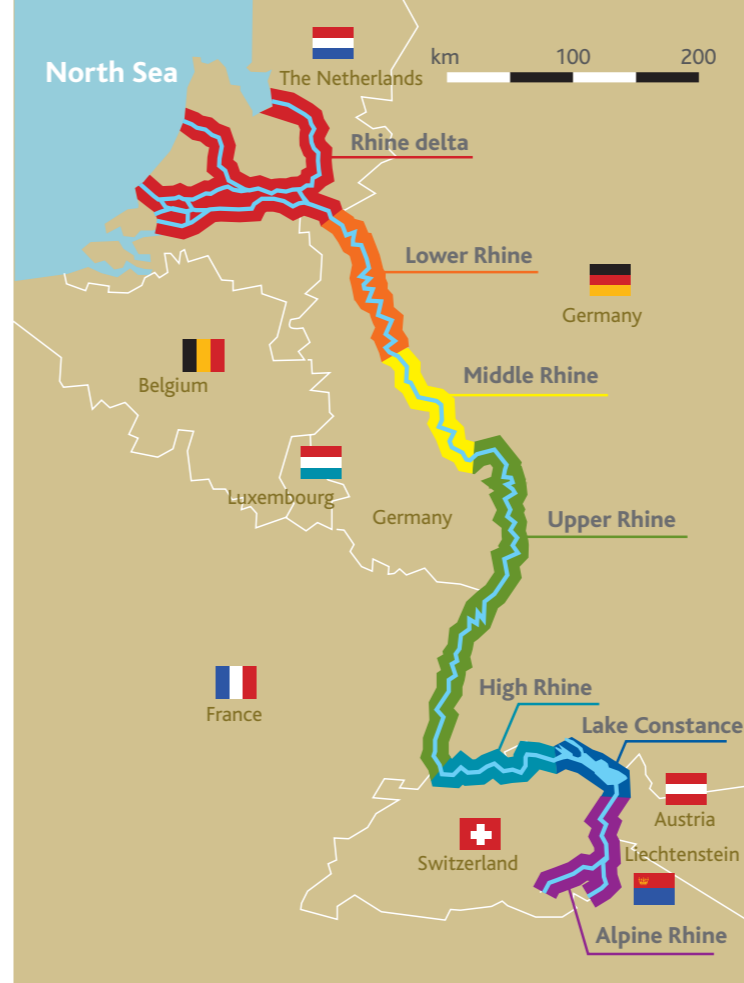 North Sea
The Netherlands
km 100 200
Rhine delta
Lower Rhine
Germany
Belgium
Middle Rhine
Luxembourg
Germany
Upper Rhine
France
High Rhine
Lake Constance
Austria
Switzerland
Liechtenstein
Alpine Rhine